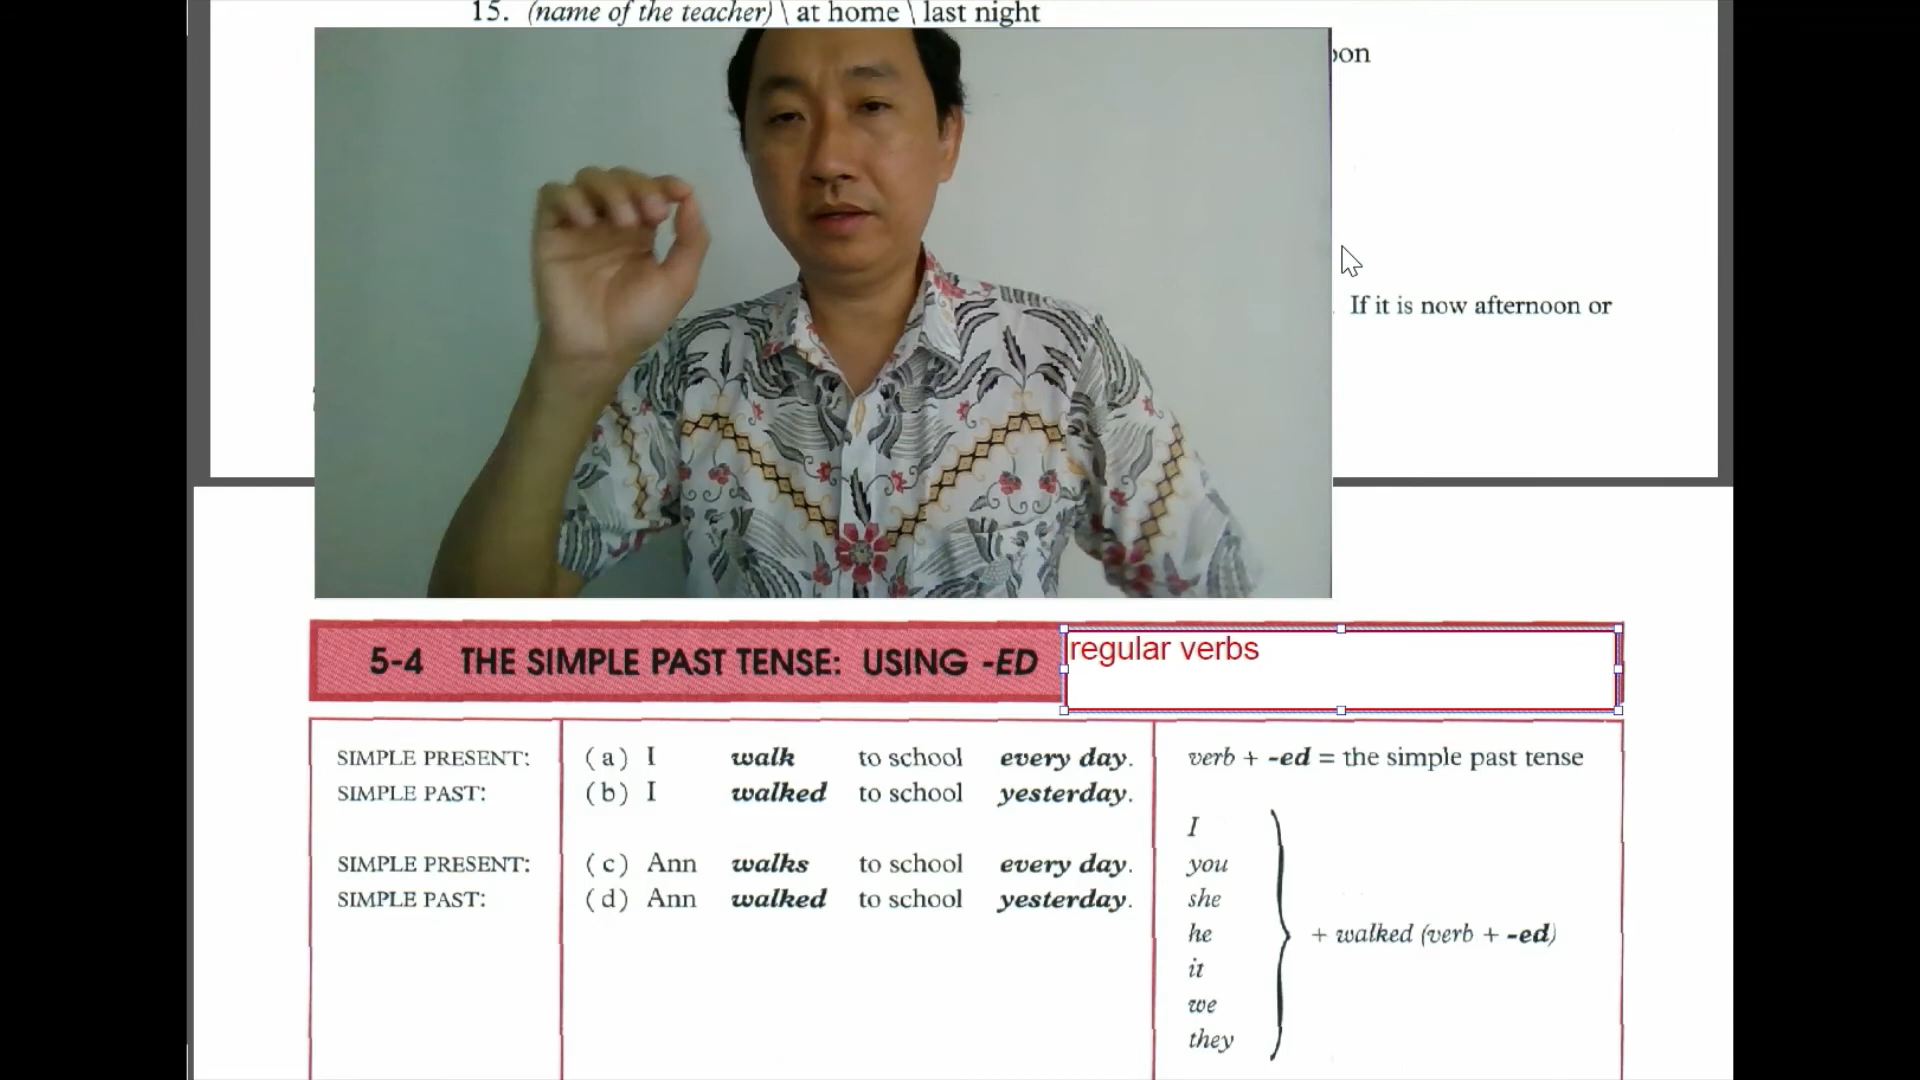 15. (name of the teacher) \ at home \ last night
If it is now afternoon or
5-4 THE SIMPLE PAST TENSE: USING -ED
regular verbs
SIMPLE PRESENT: (a) I walk to school every day.
SIMPLE PAST: (b) I walked to school yesterday.
SIMPLE PRESENT: (c) Ann walks to school every day.
SIMPLE PAST: (d) Ann walked to school yesterday.
verb + -ed = the simple past tense
I
you
she
he
it
we
they
+ walked (verb + -ed)